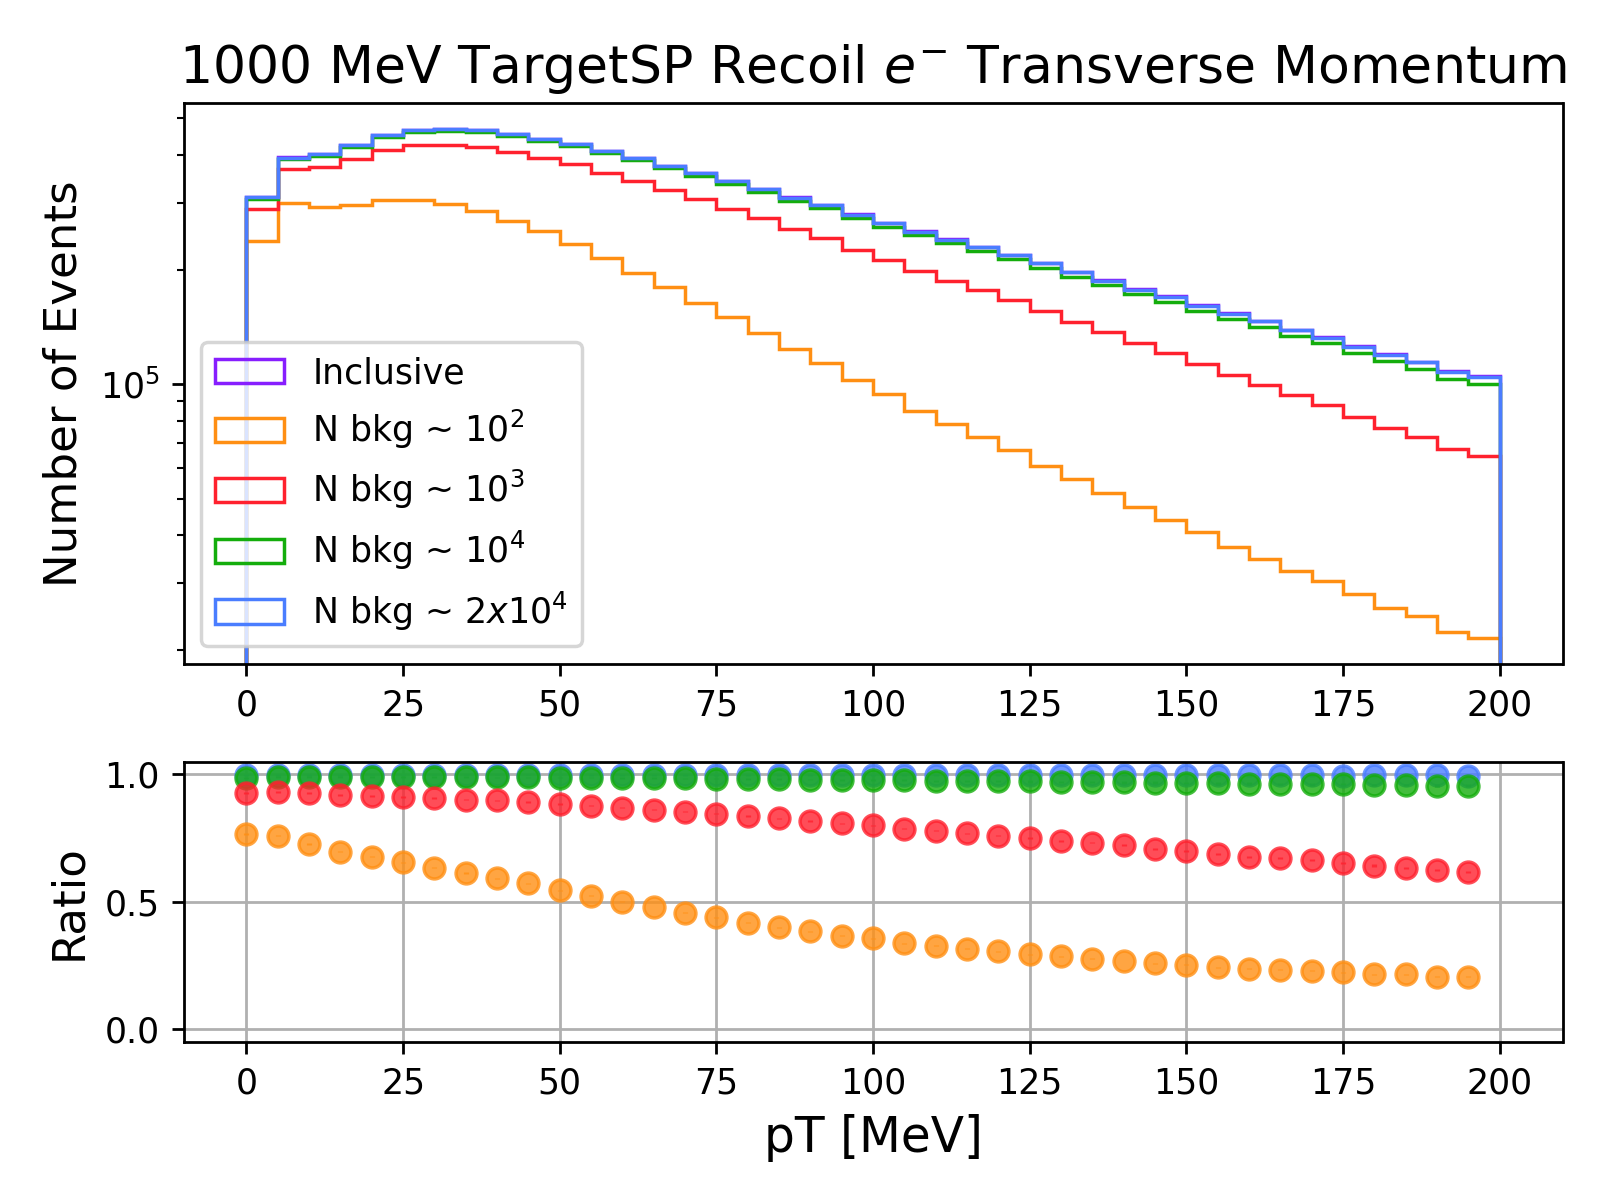 1000 MeV TargetSP Recoil e⁻ Transverse Momentum
Number of Events
10⁵
Inclusive
N bkg ~ 10²
N bkg ~ 10³
N bkg ~ 10⁴
N bkg ~ 2x10⁴
0 25 50 75 100 125 150 175 200
Ratio
1.0
0.5
0.0
0 25 50 75 100 125 150 175 200
pT [MeV]